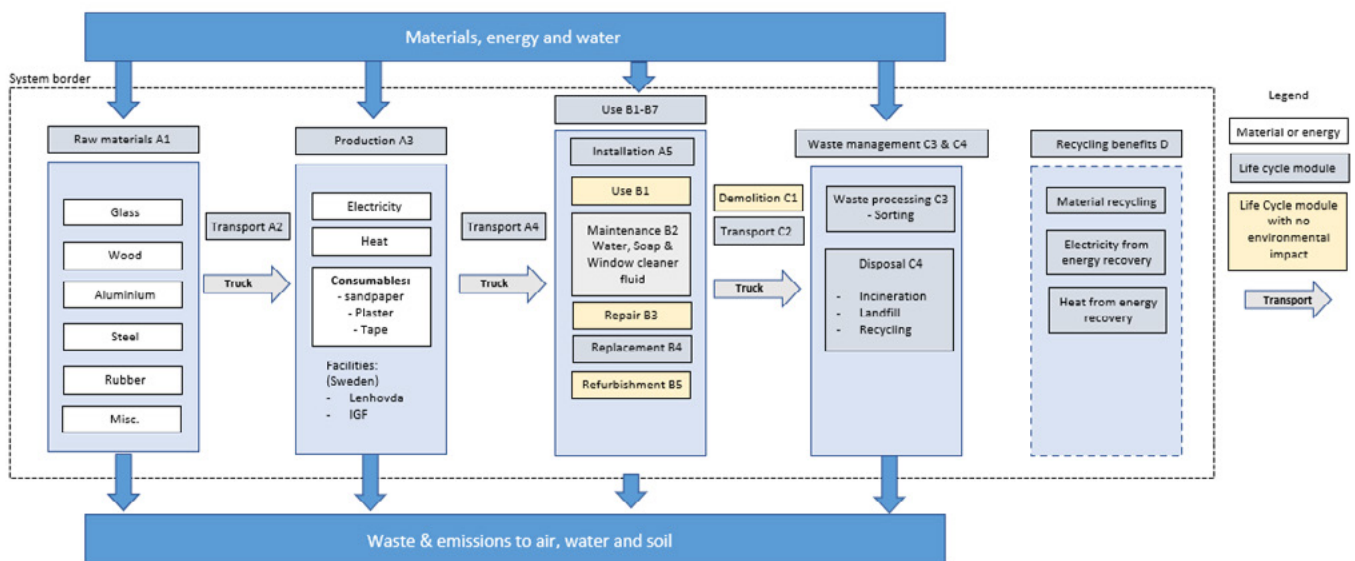 Materials, energy and water
System border
Raw materials A1
Glass
Wood
Aluminium
Steel
Rubber
Misc.
Transport A2
Truck
Production A3
Electricity
Heat
Consumables:
- sandpaper
- Plaster
- Tape
Facilities:
(Sweden)
- Lenhovda
- IGF
Transport A4
Truck
Use B1-B7
Installation A5
Use B1
Maintenance B2
Water, Soap &
Window cleaner
fluid
Repair B3
Replacement B4
Refurbishment B5
Demolition C1
Transport C2
Truck
Waste management C3 & C4
Waste processing C3
- Sorting
Disposal C4
- Incineration
- Landfill
- Recycling
Recycling benefits D
Material recycling
Electricity from
energy recovery
Heat from energy
recovery
Legend
Material or energy
Life cycle module
Life Cycle module
with no
environmental
impact
Transport
Waste & emissions to air, water and soil